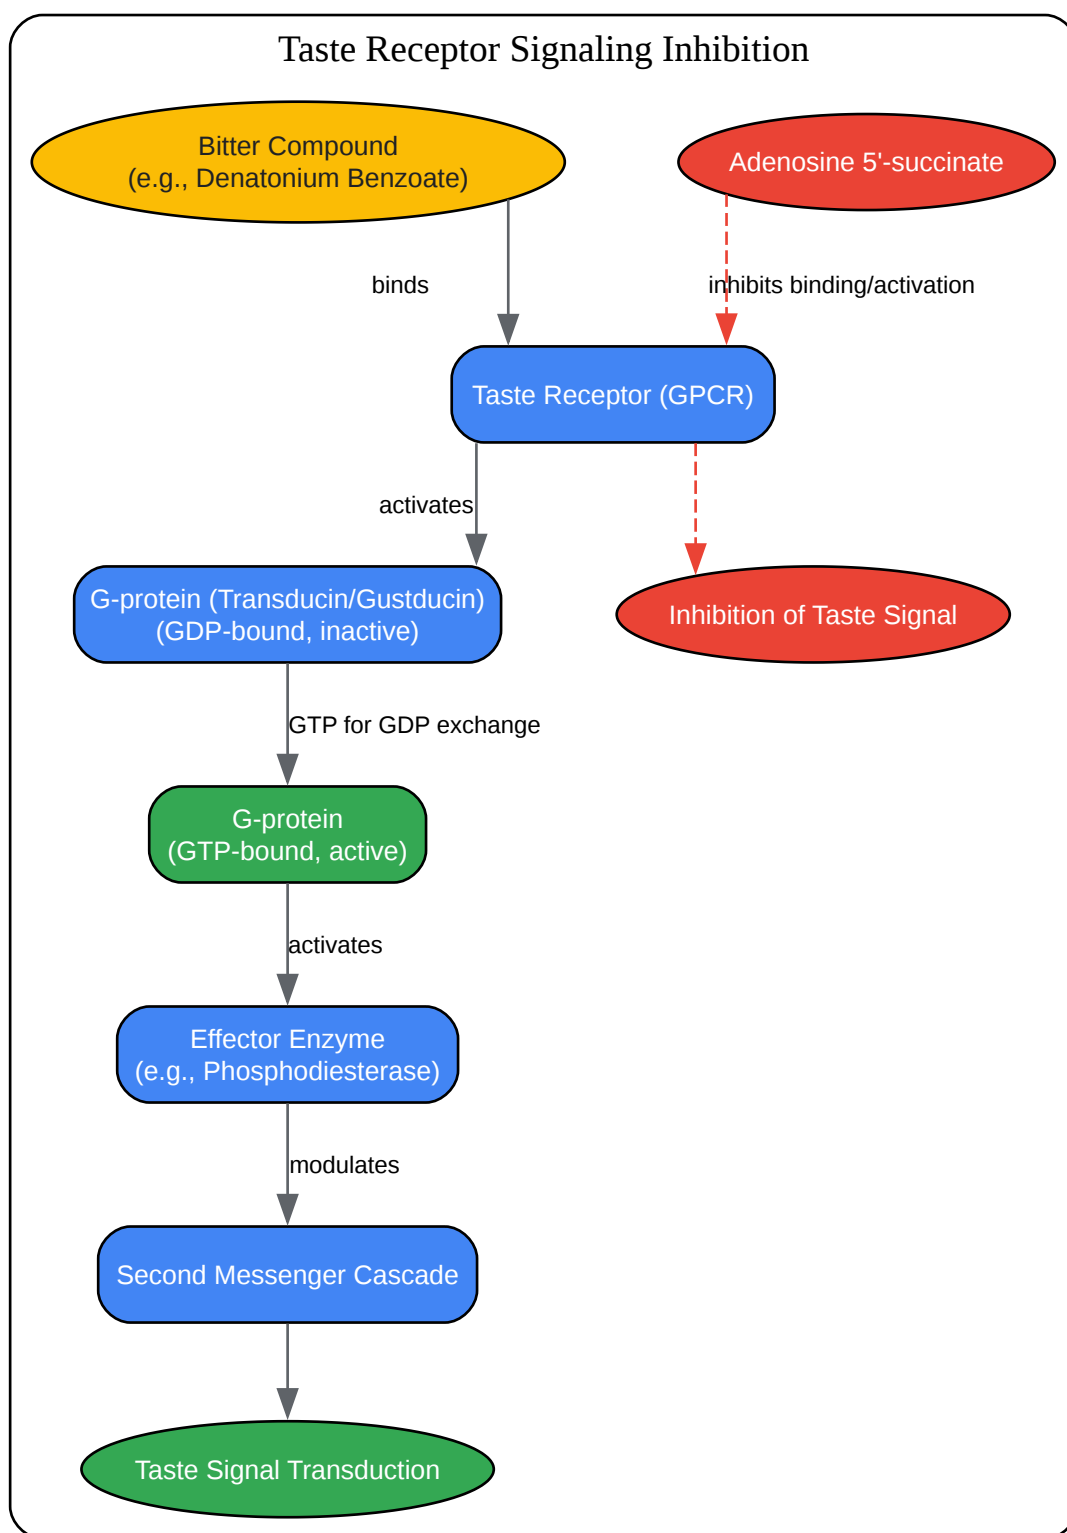 Taste Receptor Signaling Inhibition
Bitter Compound
(e.g., Denatonium Benzoate)
Adenosine 5'-succinate
binds
inhibits binding/activation
Taste Receptor (GPCR)
activates
G-protein (Transducin/Gustducin)
(GDP-bound, inactive)
Inhibition of Taste Signal
GTP for GDP exchange
G-protein
(GTP-bound, active)
activates
Effector Enzyme
(e.g., Phosphodiesterase)
modulates
Second Messenger Cascade
Taste Signal Transduction